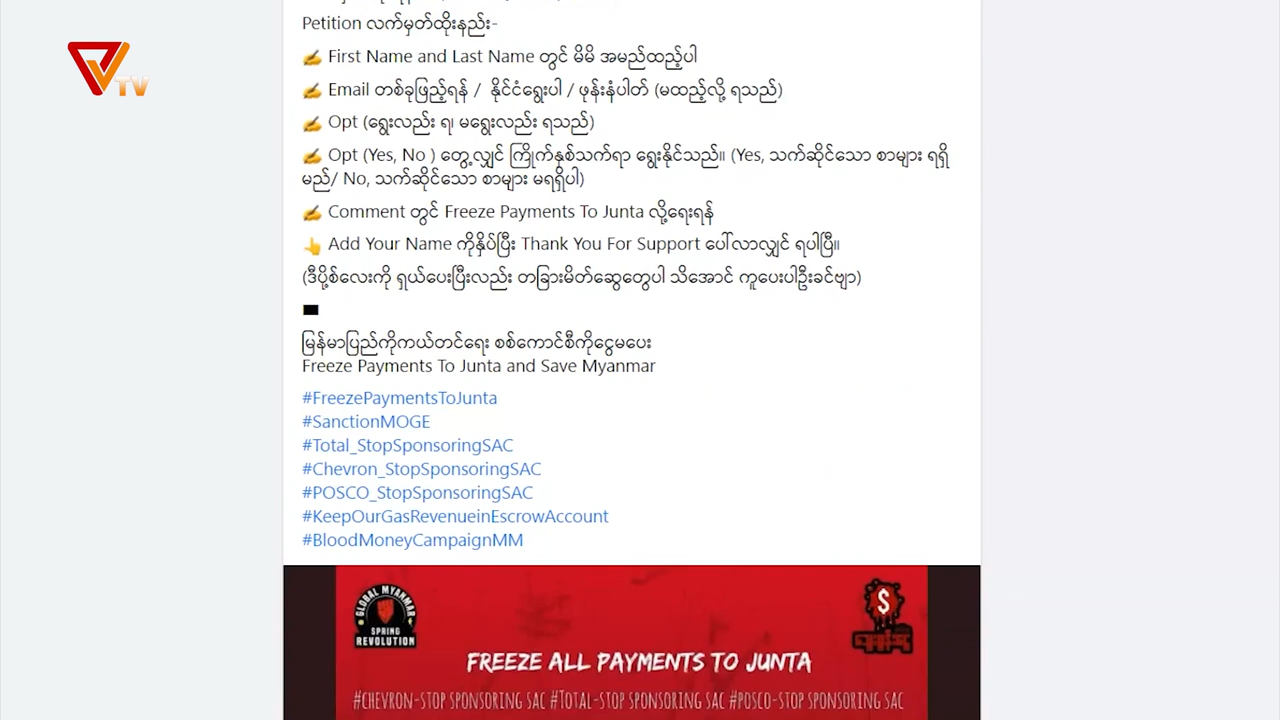 TV
Petition လက်မှတ်ထိုးနည်း-
✍ First Name and Last Name တွင် မိမိ အမည်ထည့်ပါ
✍ Email တစ်ခုဖြည့်ရန် / နိုင်ငံရွေးပါ / ဖုန်းနံပါတ် (မထည့်လို့ ရသည်)
✍ Opt (ရွေးလည်း ရ၊ မရွေးလည်း ရသည်)
✍ Opt (Yes, No ) တွေ့လျှင် ကြိုက်နှစ်သက်ရာ ရွေးနိုင်သည်။ (Yes, သက်ဆိုင်သော စာများ ရရှိ
မည်/ No, သက်ဆိုင်သော စာများ မရရှိပါ)
✍ Comment တွင် Freeze Payments To Junta လို့ရေးရန်
👆 Add Your Name ကိုနှိပ်ပြီး Thank You For Support ပေါ်လာလျှင် ရပါပြီ။
(ဒီပို့စ်လေးကို ရှယ်ပေးပြီးလည်း တခြားမိတ်ဆွေတွေပါ သိအောင် ကူပေးပါဦးခင်ဗျာ)
မြန်မာပြည်ကိုကယ်တင်ရေး စစ်ကောင်စီကိုငွေမပေး
Freeze Payments To Junta and Save Myanmar
#FreezePaymentsToJunta
#SanctionMOGE
#Total_StopSponsoringSAC
#Chevron_StopSponsoringSAC
#POSCO_StopSponsoringSAC
#KeepOurGasRevenueinEscrowAccount
#BloodMoneyCampaignMM
GLOBAL MYANMAR
SPRING
REVOLUTION
$
FREEZE ALL PAYMENTS TO JUNTA
#CHEVRON-STOP SPONSORING SAC #TOTAL-STOP SPONSORING SAC #POSCO-STOP SPONSORING SAC